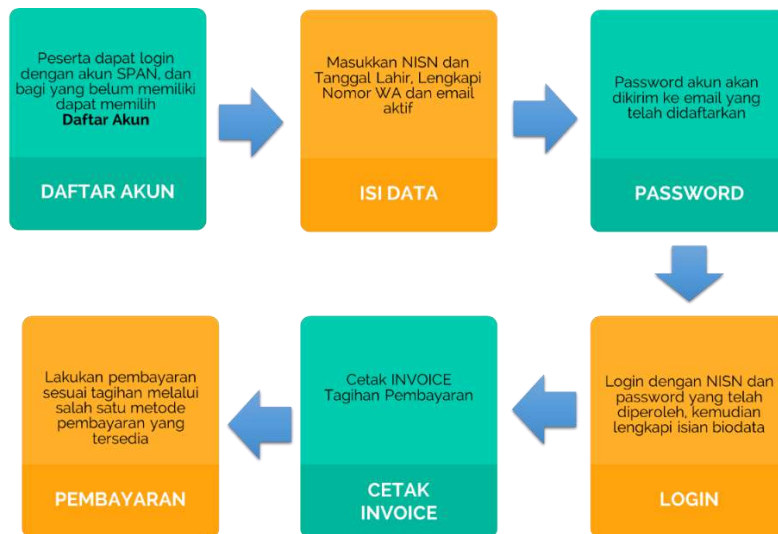 Peserta dapat login
dengan akun SPAN, dan
bagi yang belum memiliki
dapat memilih
Daftar Akun
DAFTAR AKUN
Masukkan NISN dan
Tanggal Lahir, Lengkapi
Nomor WA dan email
aktif
ISI DATA
Password akun akan
dikirim ke email yang
telah didaftarkan
PASSWORD
Login dengan NISN dan
password yang telah
diperoleh, kemudian
lengkapi isian biodata
LOGIN
Cetak INVOICE
Tagihan Pembayaran
CETAK
INVOICE
Lakukan pembayaran
sesuai tagihan melalui
salah satu metode
pembayaran yang
tersedia
PEMBAYARAN